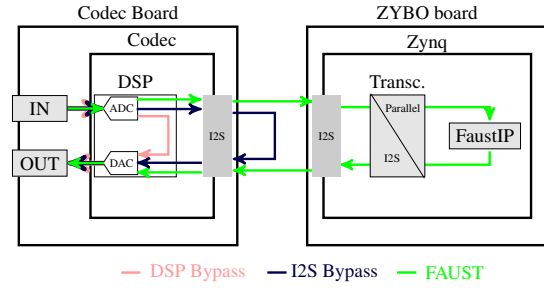 Codec Board
ZYBO board
Codec
Zynq
DSP
Transc.
IN
ADC
Parallel
I2S
I2S
FaustIP
OUT
DAC
I2S
DSP Bypass
I2S Bypass
FAUST